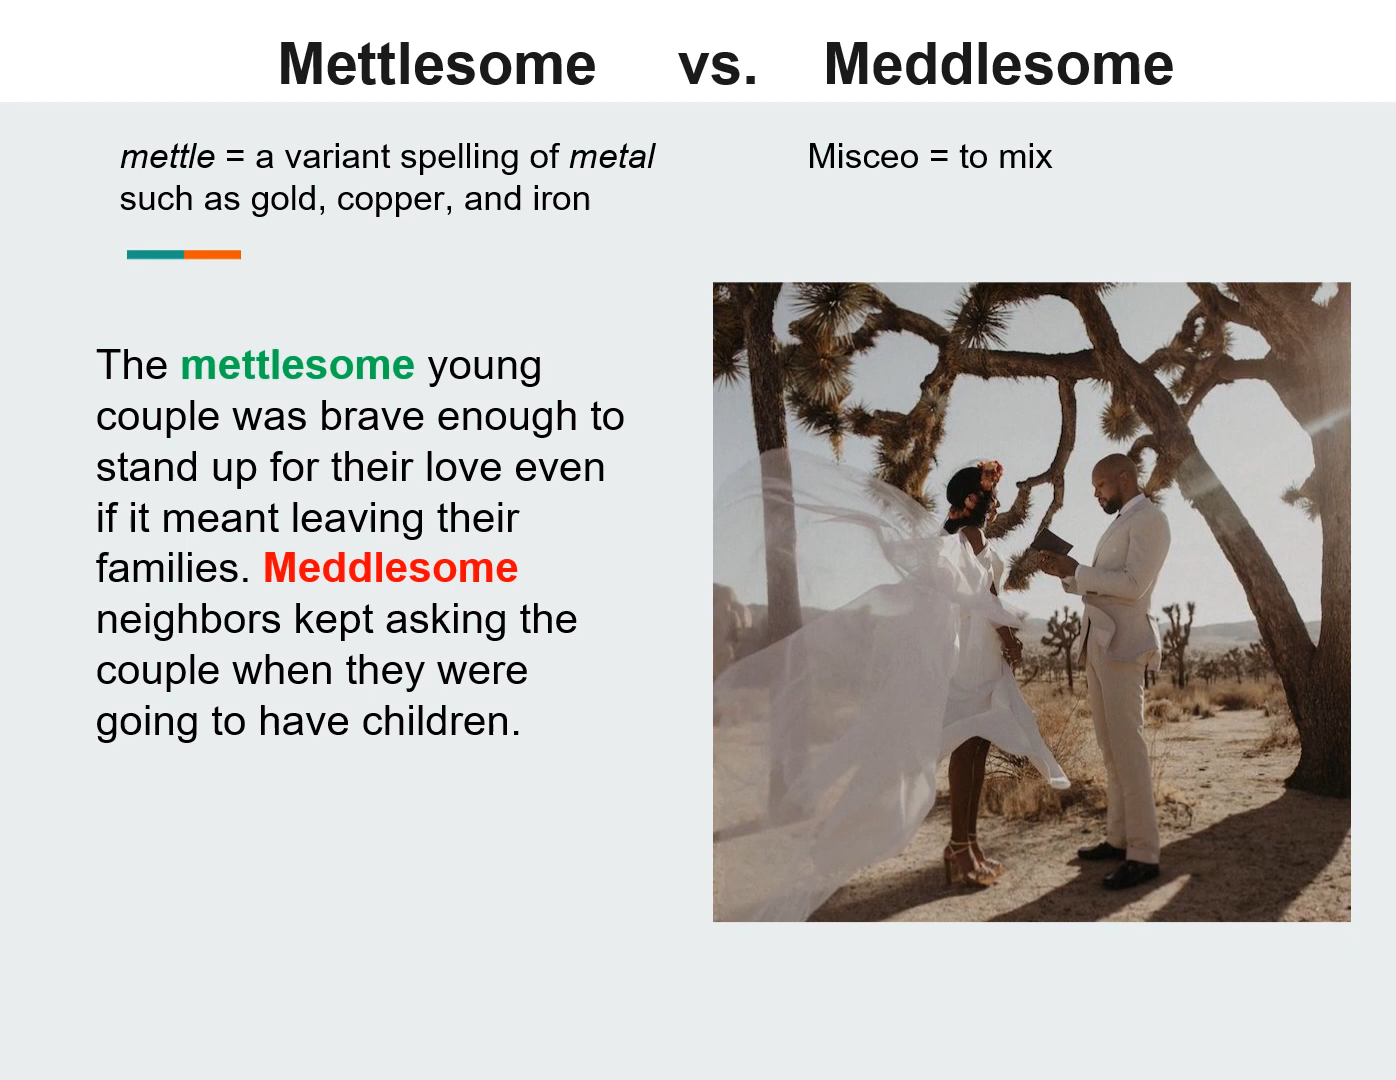 Mettlesome vs. Meddlesome
mettle = a variant spelling of metal
such as gold, copper, and iron
Misceo = to mix
The mettlesome young
couple was brave enough to
stand up for their love even
if it meant leaving their
families. Meddlesome
neighbors kept asking the
couple when they were
going to have children.